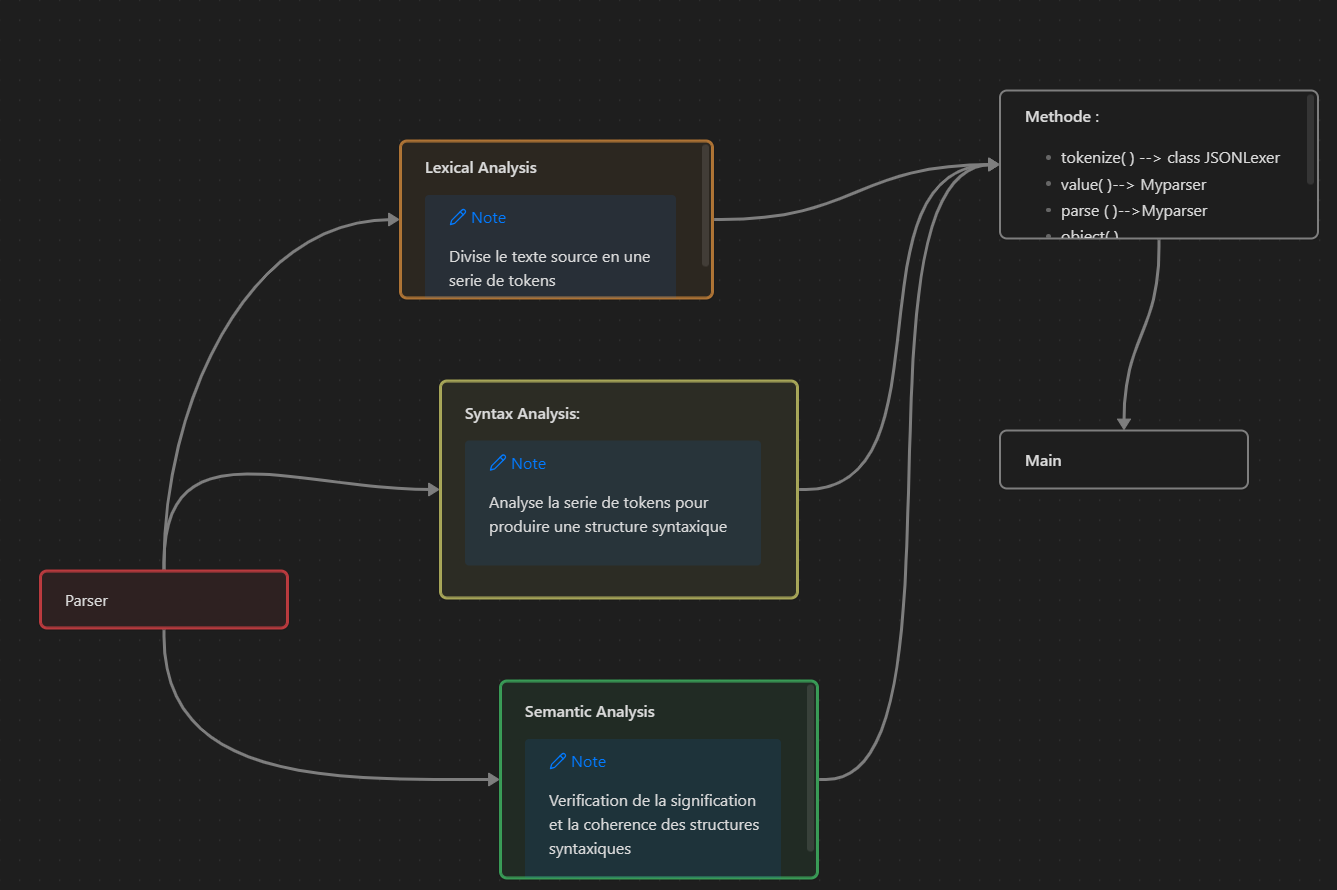 Methode :
tokenize( ) --> class JSONLexer
value( )--> Myparser
parse ( )-->Myparser
object( )
Lexical Analysis
Note
Divise le texte source en une
serie de tokens
Syntax Analysis:
Note
Analyse la serie de tokens pour
produire une structure syntaxique
Main
Parser
Semantic Analysis
Note
Verification de la signification
et la coherence des structures
syntaxiques